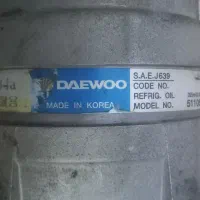 DAEWOO
MADE IN KOREA
S.A.E.J639
CODE NO.
REFRIG. OIL
MODEL NO.